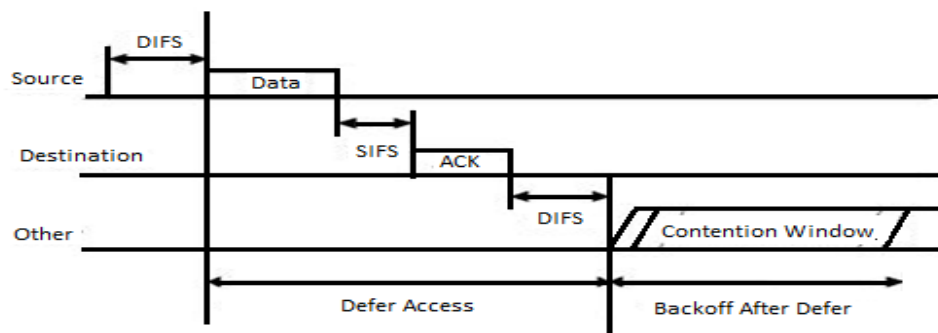 DIFS
Source
Data
SIFS
Destination
ACK
DIFS
Other
Contention Window
Defer Access
Backoff After Defer